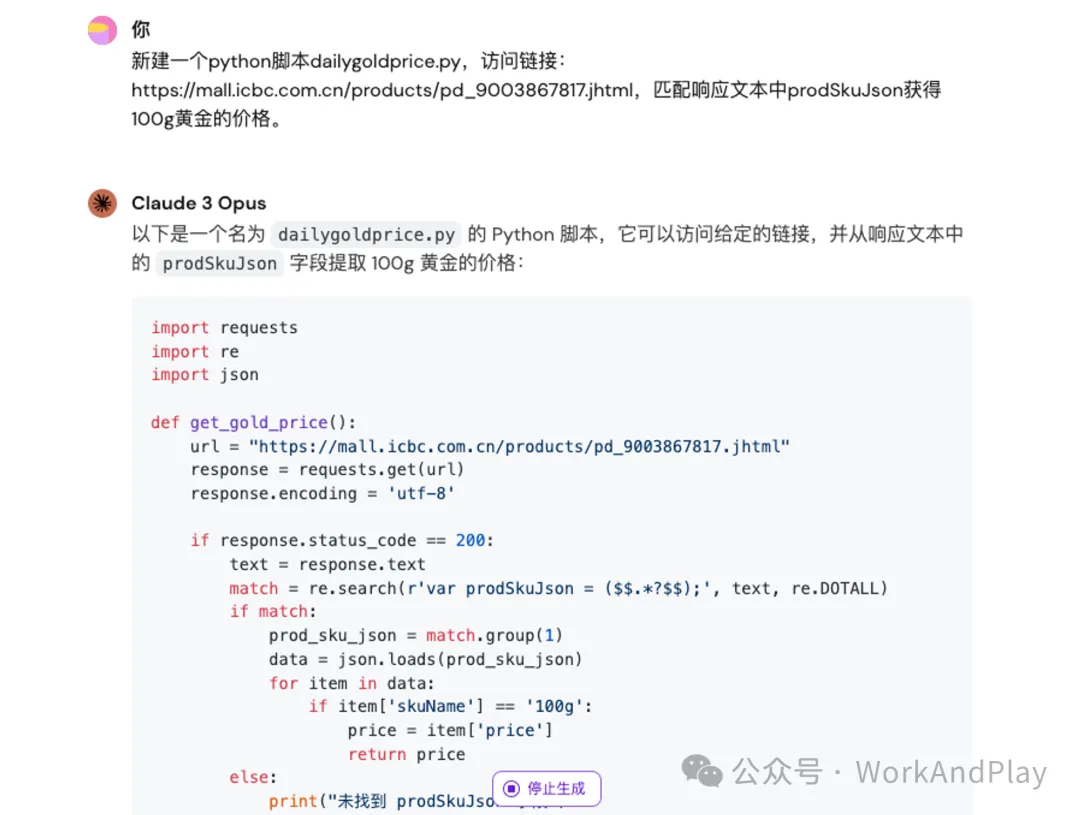 你
新建一个python脚本dailygoldprice.py，访问链接：
https://mall.icbc.com.cn/products/pd_9003867817.jhtml，匹配响应文本中prodSkuJson获得
100g黄金的价格。
Claude 3 Opus
以下是一个名为 dailygoldprice.py 的 Python 脚本，它可以访问给定的链接，并从响应文本中
的 prodSkuJson 字段提取 100g 黄金的价格：
import requests
import re
import json
def get_gold_price():
    url = "https://mall.icbc.com.cn/products/pd_9003867817.jhtml"
    response = requests.get(url)
    response.encoding = 'utf-8'
    if response.status_code == 200:
        text = response.text
        match = re.search(r'var prodSkuJson = ($$.*?$$);', text, re.DOTALL)
        if match:
            prod_sku_json = match.group(1)
            data = json.loads(prod_sku_json)
            for item in data:
                if item['skuName'] == '100g':
                    price = item['price']
                    return price
        else:
            print("未找到 prodSkuJso
停止生成
公众号 · WorkAndPlay